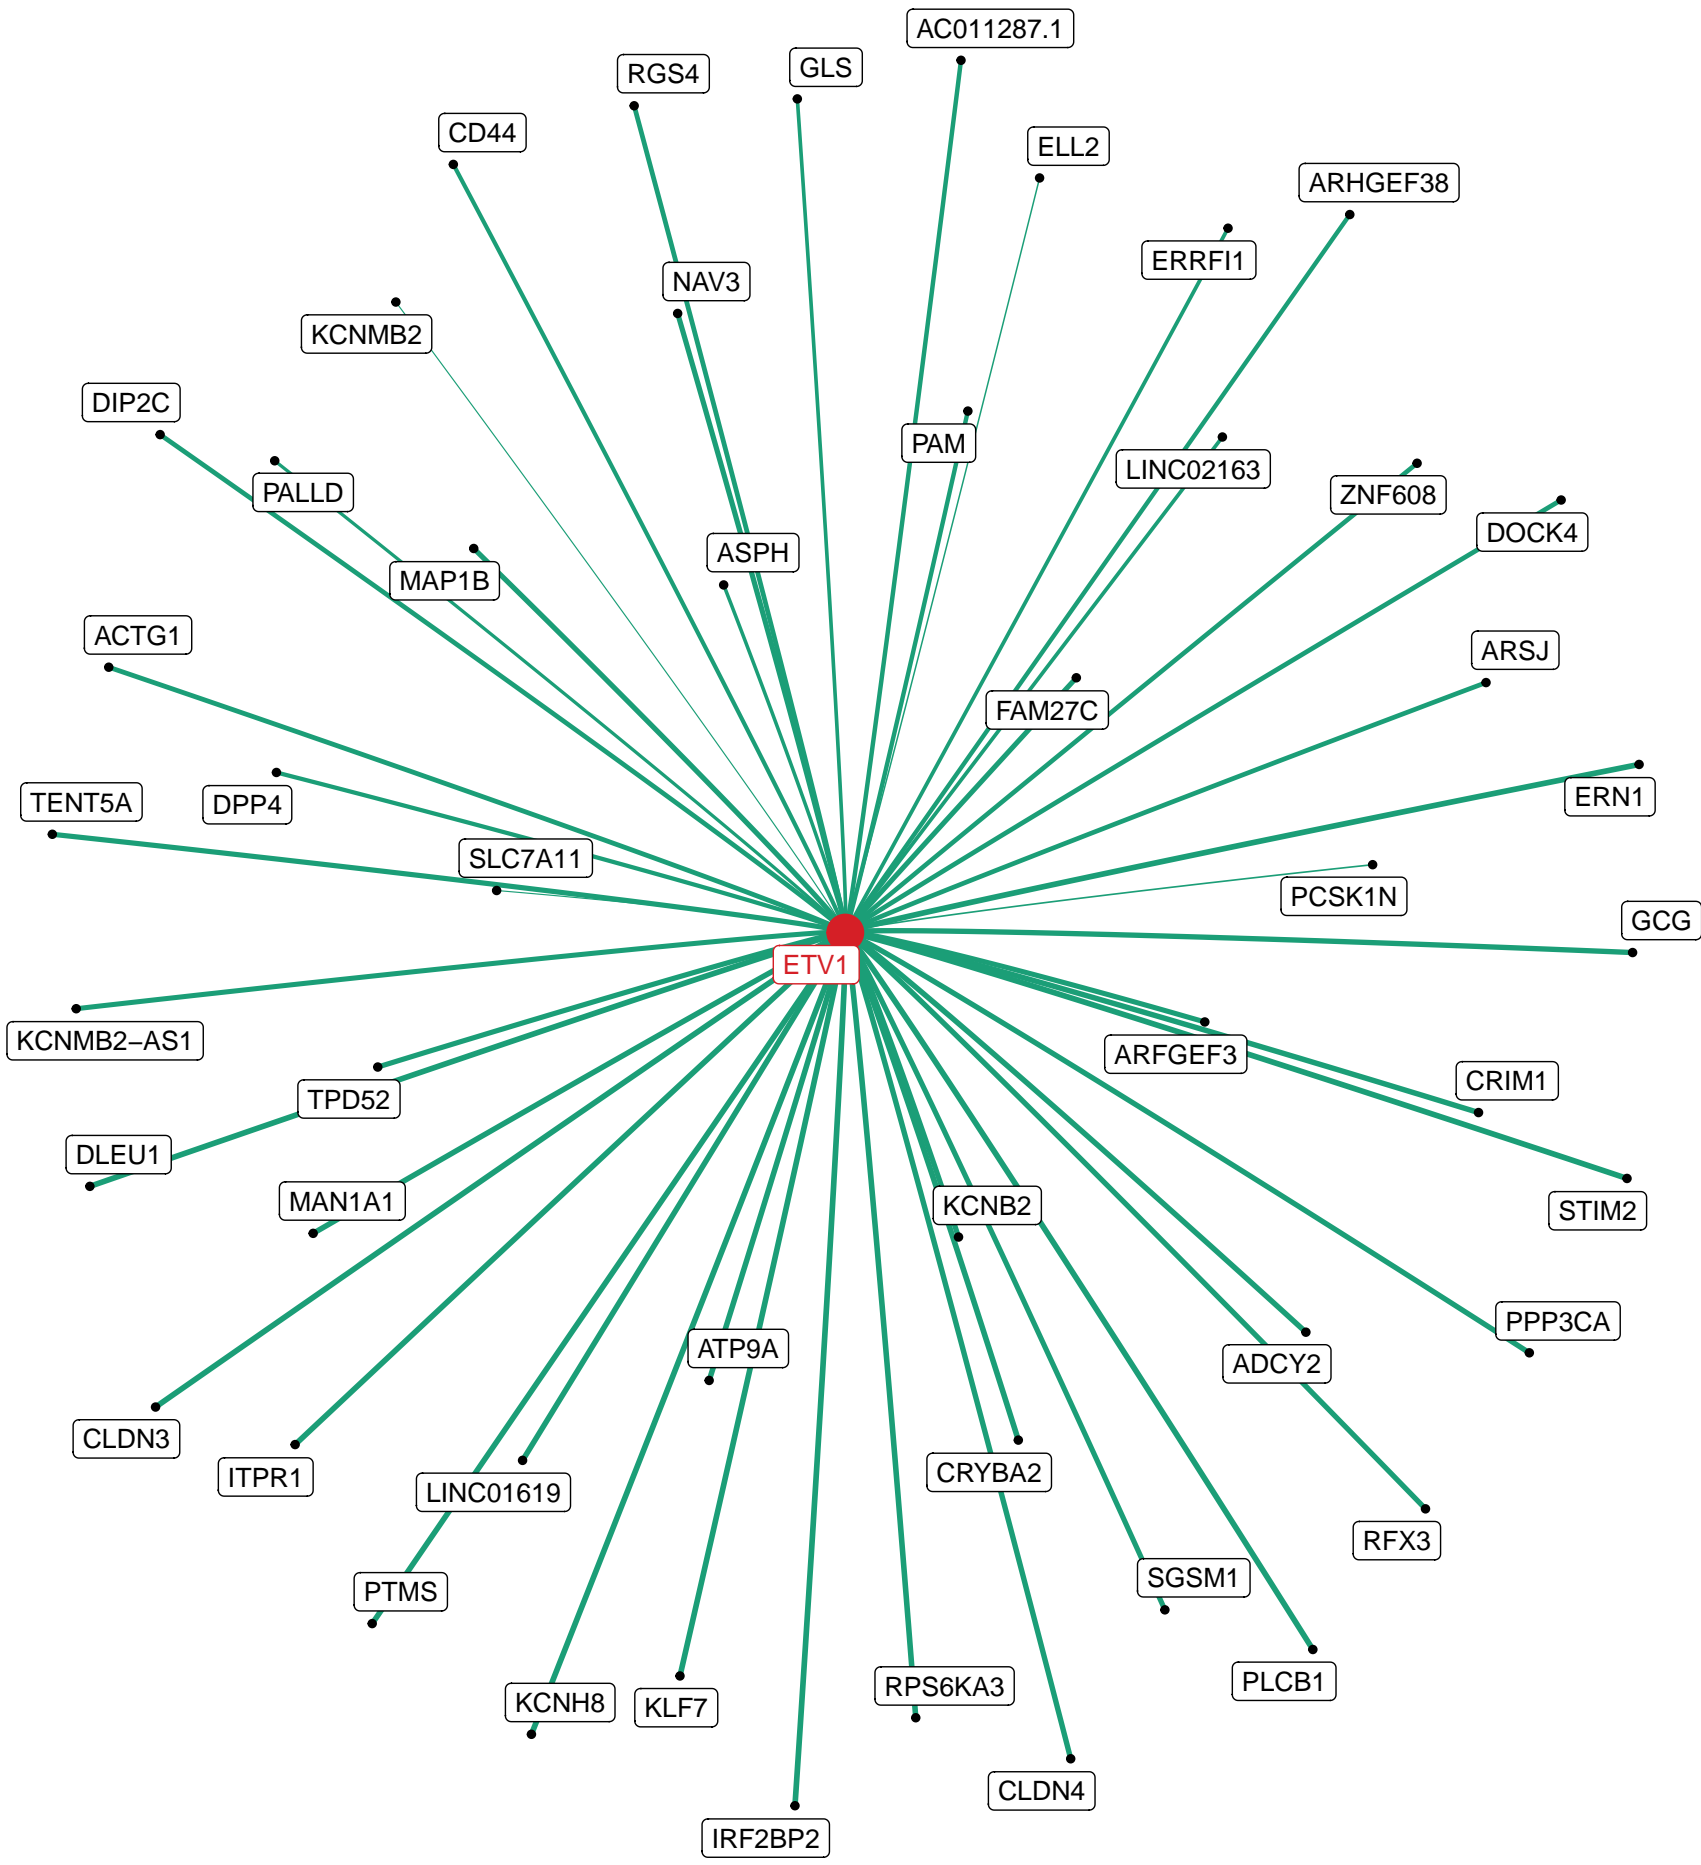 AC011287.1
GLS
RGS4
CD44
ELL2
ARHGEF38
ERRFI1
NAV3
KCNMB2
DIP2C
PAM
LINC02163
PALLD
ZNF608
DOCK4
ASPH
MAP1B
ACTG1
ARSJ
FAM27C
ERN1
TENT5A
DPP4
SLC7A11
PCSK1N
GCG
ETV1
KCNMB2−AS1
ARFGEF3
CRIM1
TPD52
DLEU1
MAN1A1
KCNB2
STIM2
PPP3CA
ATP9A
ADCY2
CLDN3
ITPR1
CRYBA2
LINC01619
RFX3
SGSM1
PTMS
PLCB1
RPS6KA3
KCNH8
KLF7
CLDN4
IRF2BP2